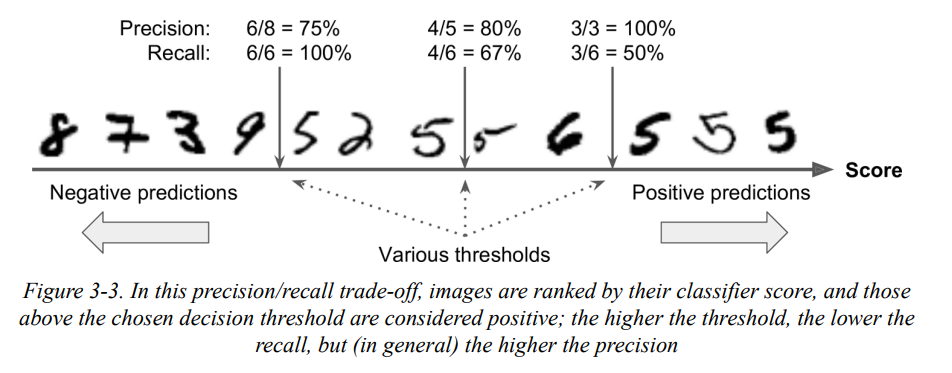 Precision: 6/8 = 75% 4/5 = 80% 3/3 = 100%
Recall: 6/6 = 100% 4/6 = 67% 3/6 = 50%
8 7 3 9 5 2 5 5 6 5 5 5
Score
Negative predictions Positive predictions
Various thresholds
Figure 3-3. In this precision/recall trade-off, images are ranked by their classifier score, and those
above the chosen decision threshold are considered positive; the higher the threshold, the lower the
recall, but (in general) the higher the precision